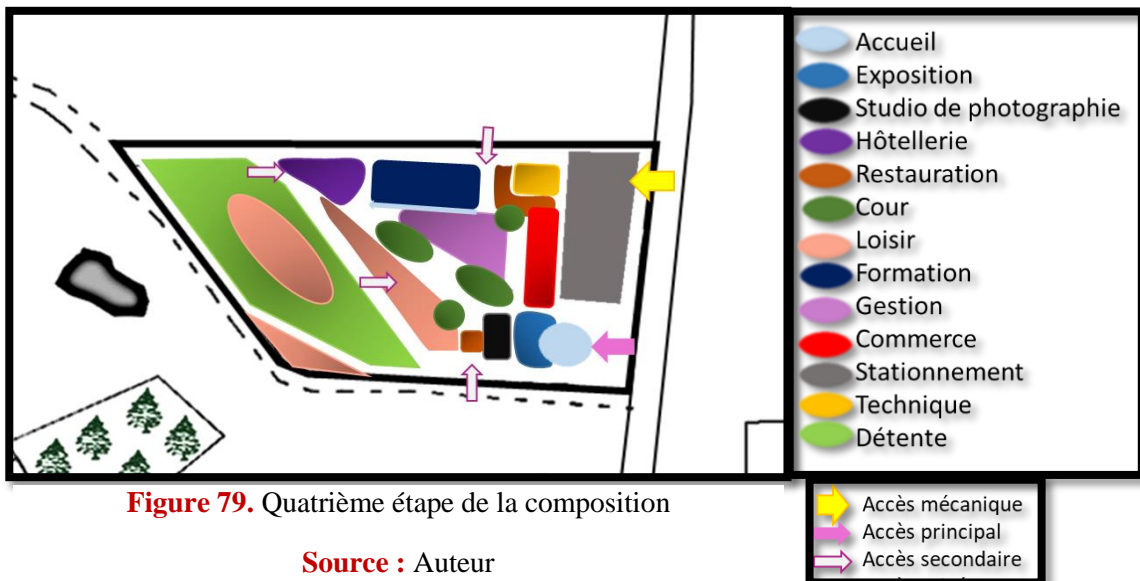 Accueil
Exposition
Studio de photographie
Hôtellerie
Restauration
Cour
Loisir
Formation
Gestion
Commerce
Stationnement
Technique
Détente
Accès mécanique
Accès principal
Accès secondaire
Figure 79. Quatrième étape de la composition
Source : Auteur